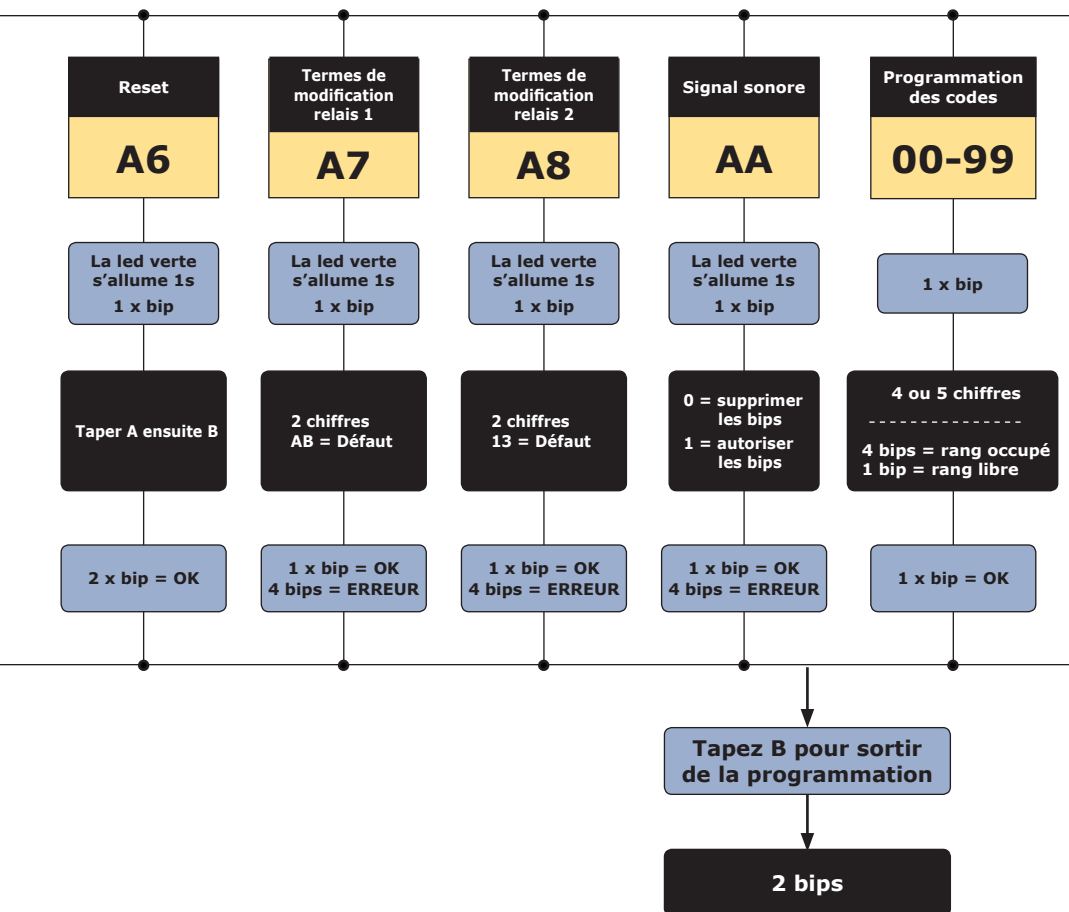 Reset
A6
La led verte
s’allume 1s
1 x bip
Taper A ensuite B
2 x bip = OK
Termes de
modification
relais 1
A7
La led verte
s’allume 1s
1 x bip
2 chiffres
AB = Défaut
1 x bip = OK
4 bips = ERREUR
Termes de
modification
relais 2
A8
La led verte
s’allume 1s
1 x bip
2 chiffres
13 = Défaut
1 x bip = OK
4 bips = ERREUR
Signal sonore
AA
La led verte
s’allume 1s
1 x bip
0 = supprimer
les bips
1 = autoriser
les bips
1 x bip = OK
4 bips = ERREUR
Programmation
des codes
00-99
1 x bip
4 ou 5 chiffres
- - - - - - - - - - - - - - - -
4 bips = rang occupé
1 bip = rang libre
1 x bip = OK
Tapez B pour sortir
de la programmation
2 bips